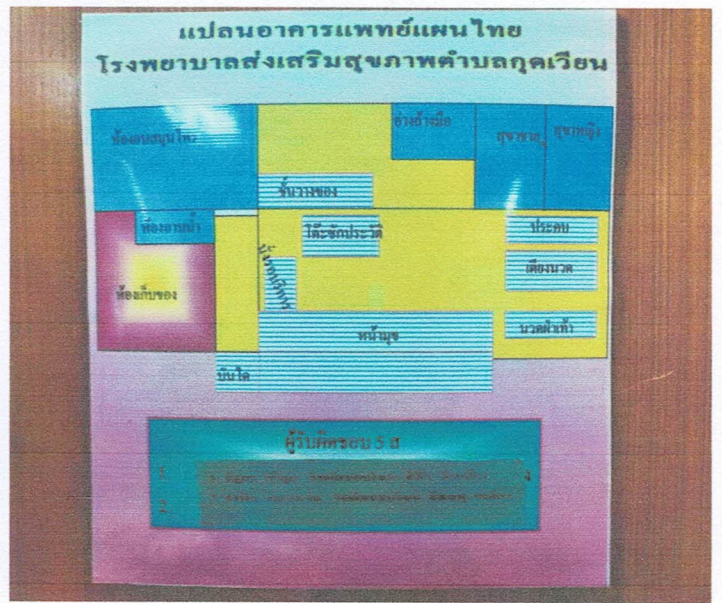 แปลนอาคารแพทย์แผนไทย
โรงพยาบาลส่งเสริมสุขภาพตำบลกุดเวียน
ห้องอบสมุนไพร
อ่างล้างมือ
สุขาชาย
สุขาหญิง
ชั้นวางของ
ห้องอาบน้ำ
โต๊ะซักประวัติ
ประคบ
เตียงนวด
ห้องเก็บของ
หน้ามุข
นวดฝ่าเท้า
บันได
ผู้รับผิดชอบ 5 ส
1.
2.